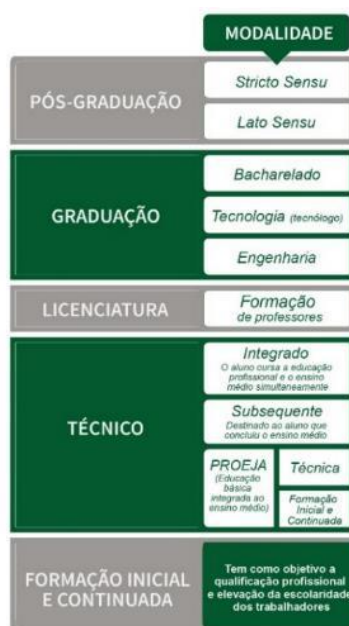 MODALIDADE
PÓS-GRADUAÇÃO
Stricto Sensu
Lato Sensu
GRADUAÇÃO
Bacharelado
Tecnologia (tecnólogo)
Engenharia
LICENCIATURA
Formação
de professores
TÉCNICO
Integrado
O aluno cursa a educação
profissional e o ensino
médio simultaneamente
Subsequente
Destinado ao aluno que
concluiu o ensino médio
PROEJA
(Educação
básica
integrada ao
ensino médio)
Técnica
Formação
Inicial e
Continuada
FORMAÇÃO INICIAL
E CONTINUADA
Tem como objetivo a
qualificação profissional
e elevação da escolaridade
dos trabalhadores